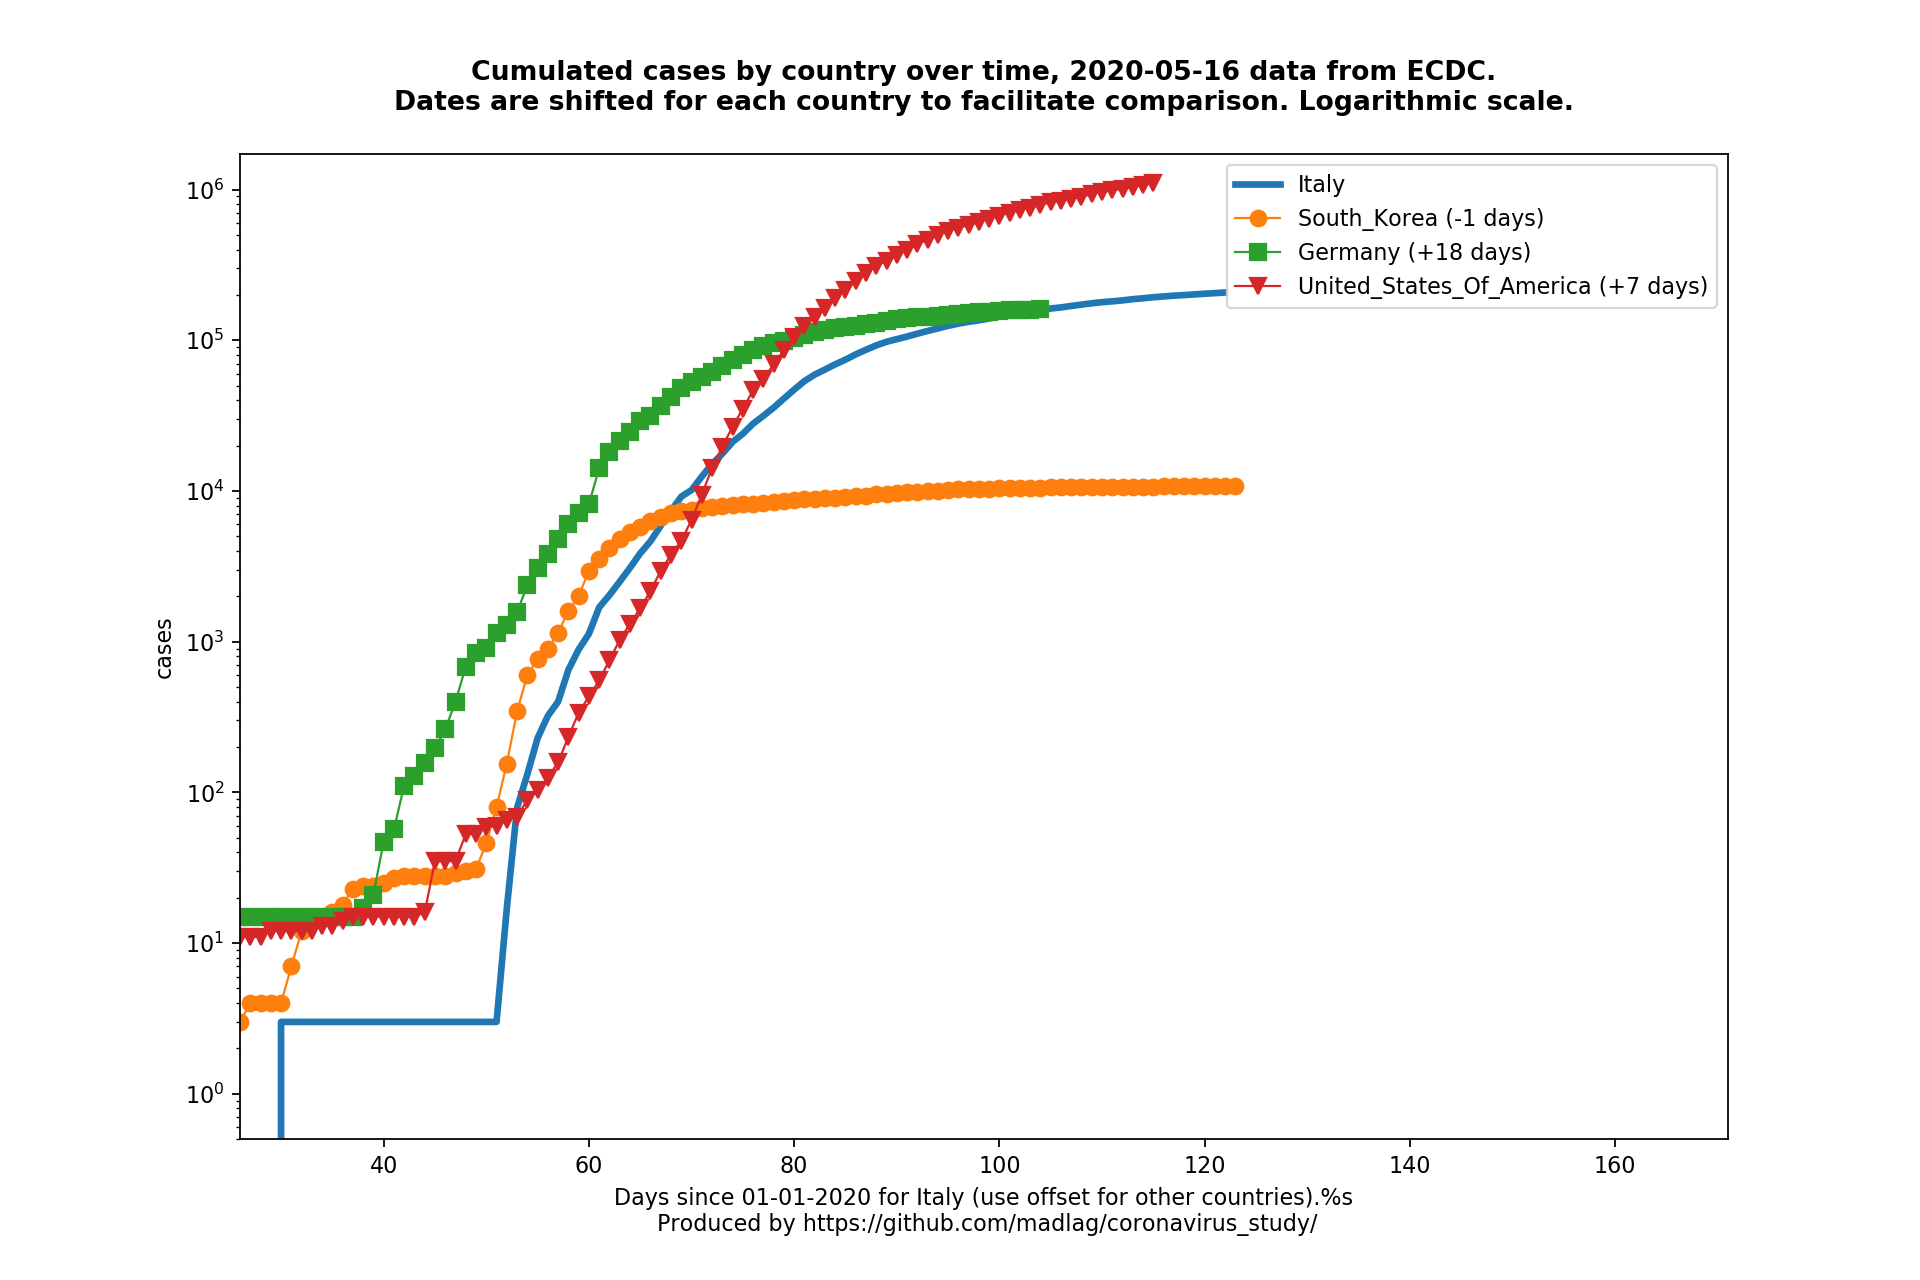 Cumulated cases by country over time, 2020-05-16 data from ECDC.
Dates are shifted for each country to facilitate comparison. Logarithmic scale.
Italy
South_Korea (-1 days)
Germany (+18 days)
United_States_Of_America (+7 days)
cases
10⁶
10⁵
10⁴
10³
10²
10¹
10⁰
40 60 80 100 120 140 160
Days since 01-01-2020 for Italy (use offset for other countries).%s
Produced by https://github.com/madlag/coronavirus_study/